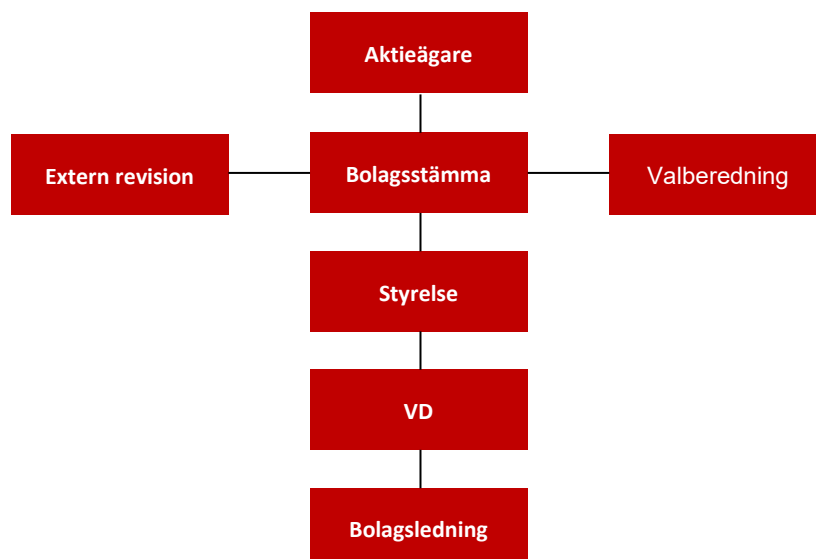 Aktieägare
Extern revision
Bolagsstämma
Valberedning
Styrelse
VD
Bolagsledning